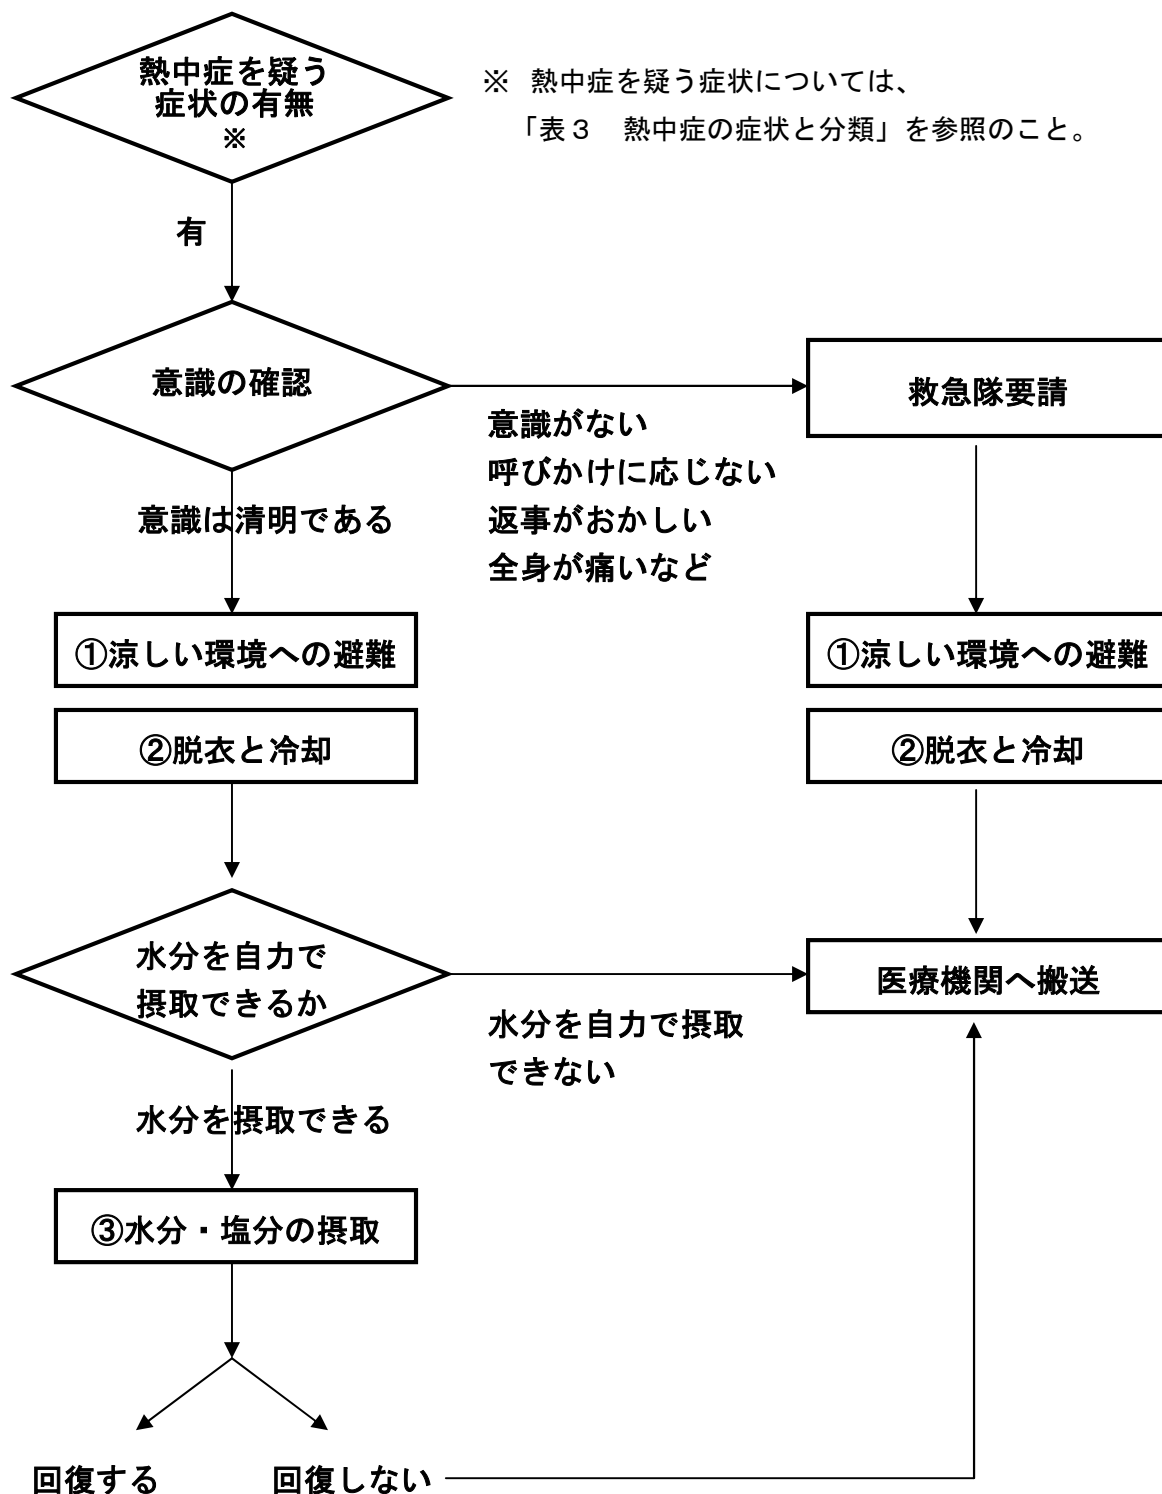 熱中症を疑う
症状の有無
※
※ 熱中症を疑う症状については、
「表３ 熱中症の症状と分類」を参照のこと。
有
意識の確認
救急隊要請
意識がない
呼びかけに応じない
返事がおかしい
全身が痛いなど
意識は清明である
①涼しい環境への避難
①涼しい環境への避難
②脱衣と冷却
②脱衣と冷却
水分を自力で
摂取できるか
医療機関へ搬送
水分を自力で摂取
できない
水分を摂取できる
③水分・塩分の摂取
回復する
回復しない